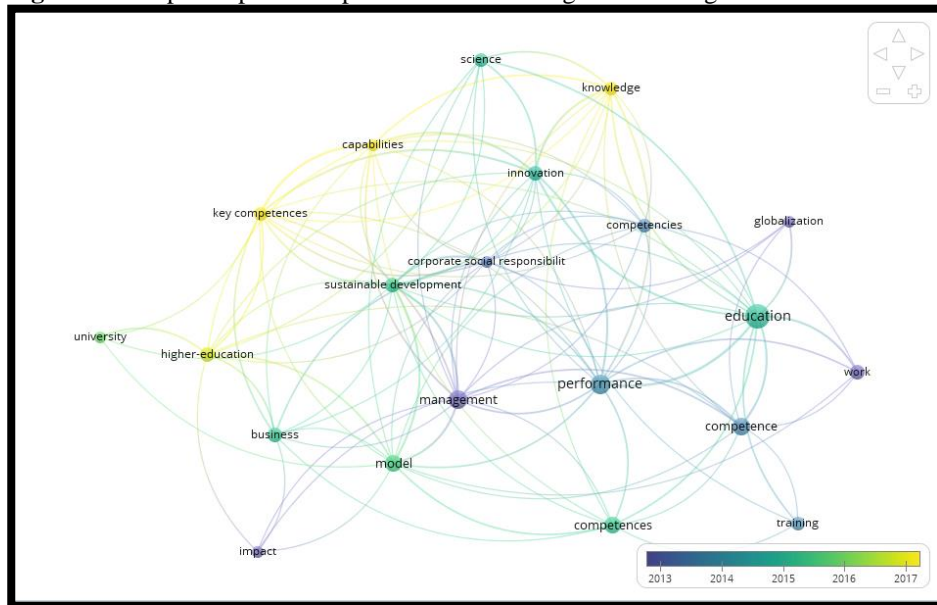 science
knowledge
capabilities
innovation
key competences
competencies
globalization
corporate social responsibilit
sustainable development
education
university
higher-education
work
performance
management
competence
business
model
competences
training
impact
2013 2014 2015 2016 2017